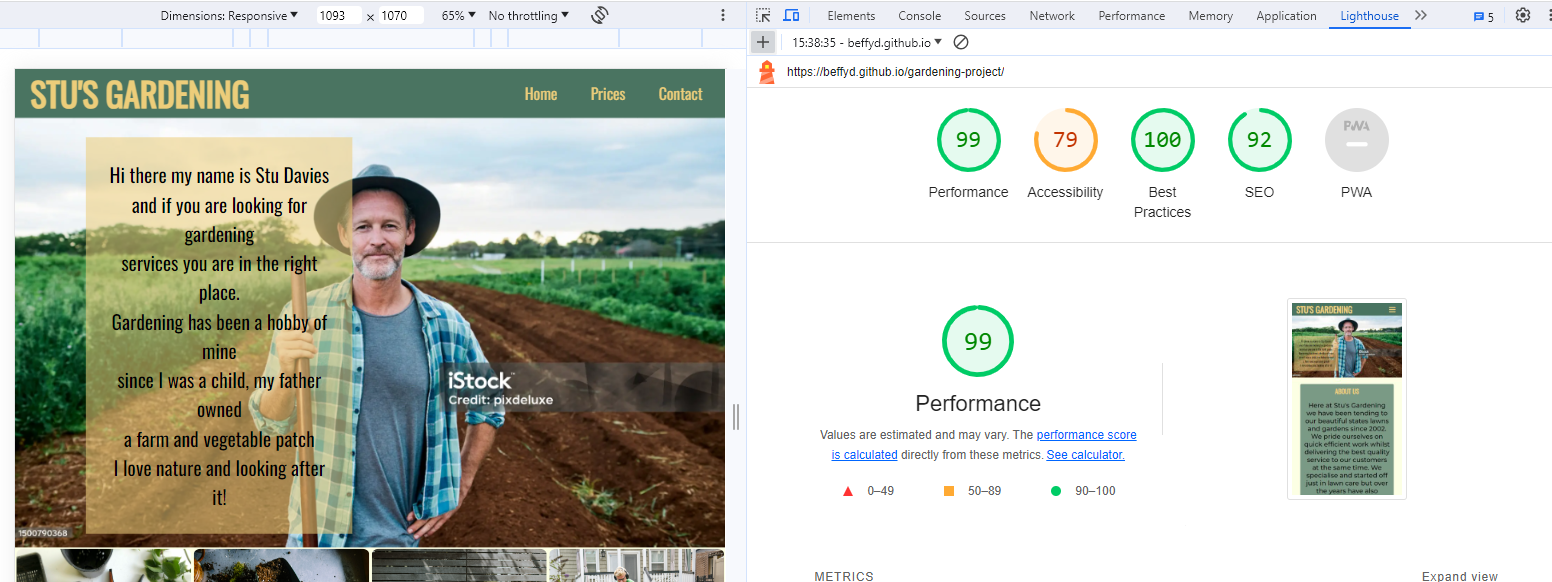 Dimensions: Responsive 1093 x 1070 65% No throttling
Elements Console Sources Network Performance Memory Application Lighthouse 5
15:38:35 - beffyd.github.io
https://beffyd.github.io/gardening-project/
STU'S GARDENING
Home Prices Contact
Hi there my name is Stu Davies
and if you are looking for
gardening
services you are in the right
place.
Gardening has been a hobby of
mine
since I was a child, my father
owned
a farm and vegetable patch
I love nature and looking after
it!
iStock
Credit: pixdeluxe
1500790368
99 79 100 92 PWA
Performance Accessibility Best Practices SEO PWA
99
Performance
Values are estimated and may vary. The performance score
is calculated directly from these metrics. See calculator.
0–49 50–89 90–100
STU'S GARDENING
ABOUT US
Here at Stu's Gardening
we have been tending to
our beautiful states lawns
and gardens since 2002.
We pride ourselves on
quick efficient work whilst
delivering the best quality
service to our customers
at the same time. We
specialise and started off
just in lawn care but over
the years have also
METRICS
Expand view